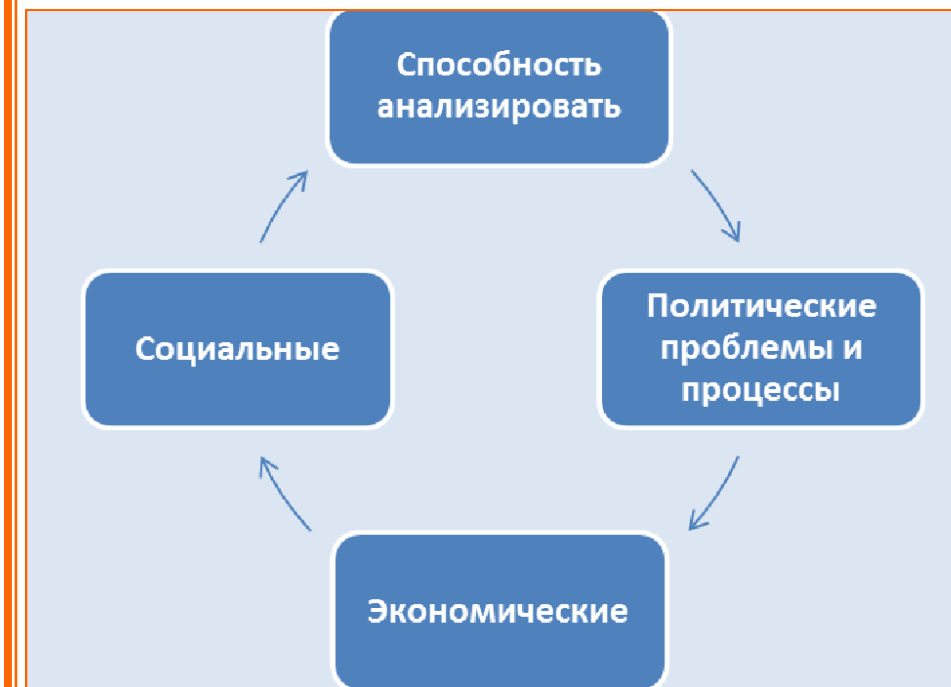 Способность
анализировать
Политические
проблемы и
процессы
Экономические
Социальные